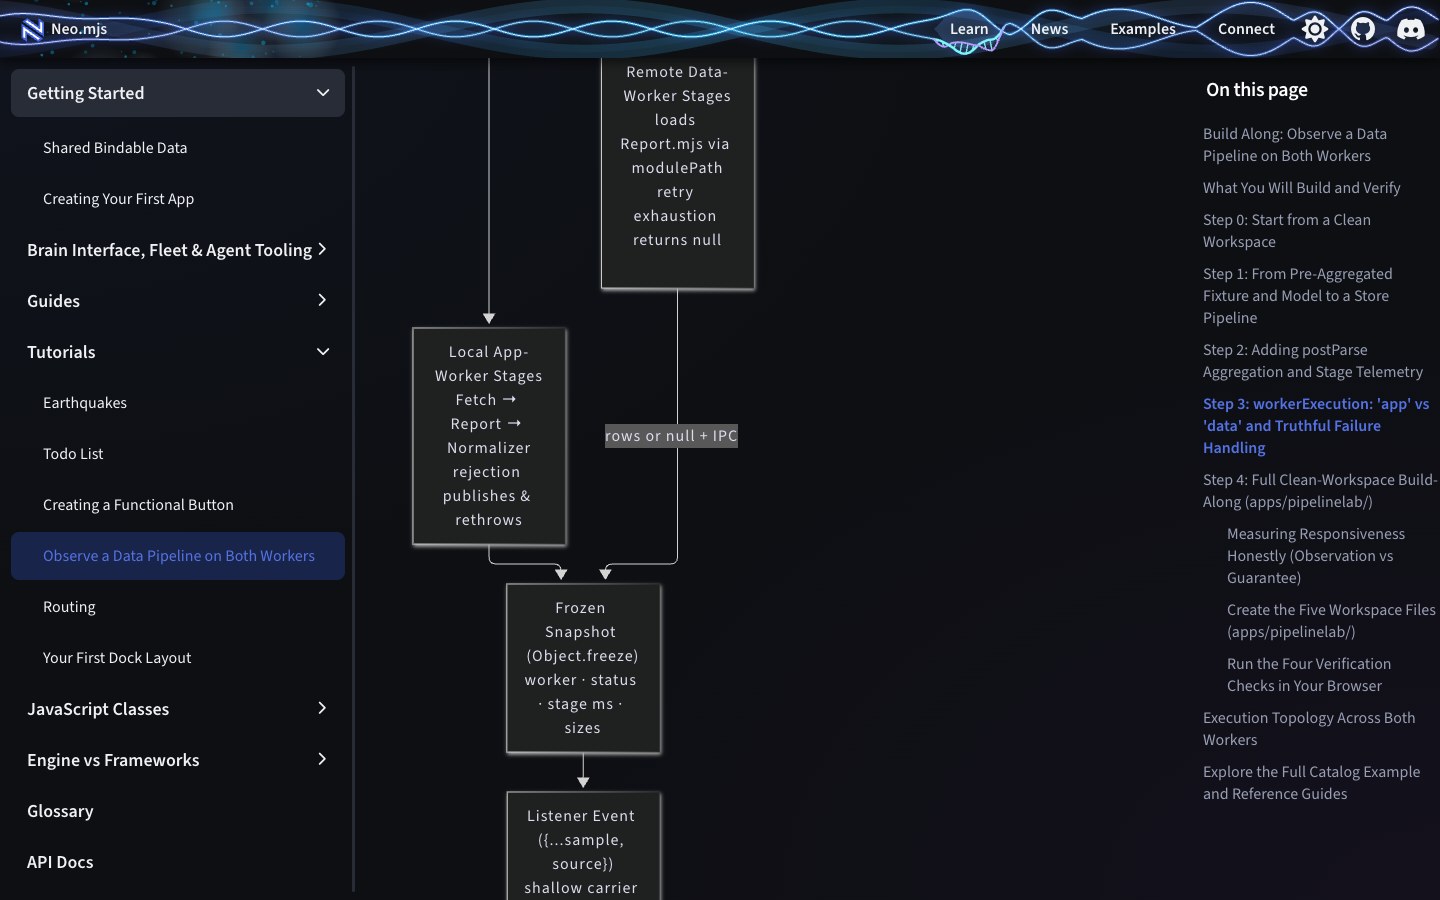 Neo.mjs
Learn
News
Examples
Connect
Getting Started
Shared Bindable Data
Creating Your First App
Brain Interface, Fleet & Agent Tooling
Guides
Tutorials
Earthquakes
Todo List
Creating a Functional Button
Observe a Data Pipeline on Both Workers
Routing
Your First Dock Layout
JavaScript Classes
Engine vs Frameworks
Glossary
API Docs
Remote Data-
Worker Stages
loads
Report.mjs via
modulePath
retry
exhaustion
returns null
Local App-
Worker Stages
Fetch →
Report →
Normalizer
rejection
publishes &
rethrows
rows or null + IPC
Frozen
Snapshot
(Object.freeze)
worker · status
· stage ms ·
sizes
Listener Event
({...sample,
source})
shallow carrier
On this page
Build Along: Observe a Data
Pipeline on Both Workers
What You Will Build and Verify
Step 0: Start from a Clean
Workspace
Step 1: From Pre-Aggregated
Fixture and Model to a Store
Pipeline
Step 2: Adding postParse
Aggregation and Stage Telemetry
Step 3: workerExecution: 'app' vs
'data' and Truthful Failure
Handling
Step 4: Full Clean-Workspace Build-
Along (apps/pipelinelab/)
Measuring Responsiveness
Honestly (Observation vs
Guarantee)
Create the Five Workspace Files
(apps/pipelinelab/)
Run the Four Verification
Checks in Your Browser
Execution Topology Across Both
Workers
Explore the Full Catalog Example
and Reference Guides